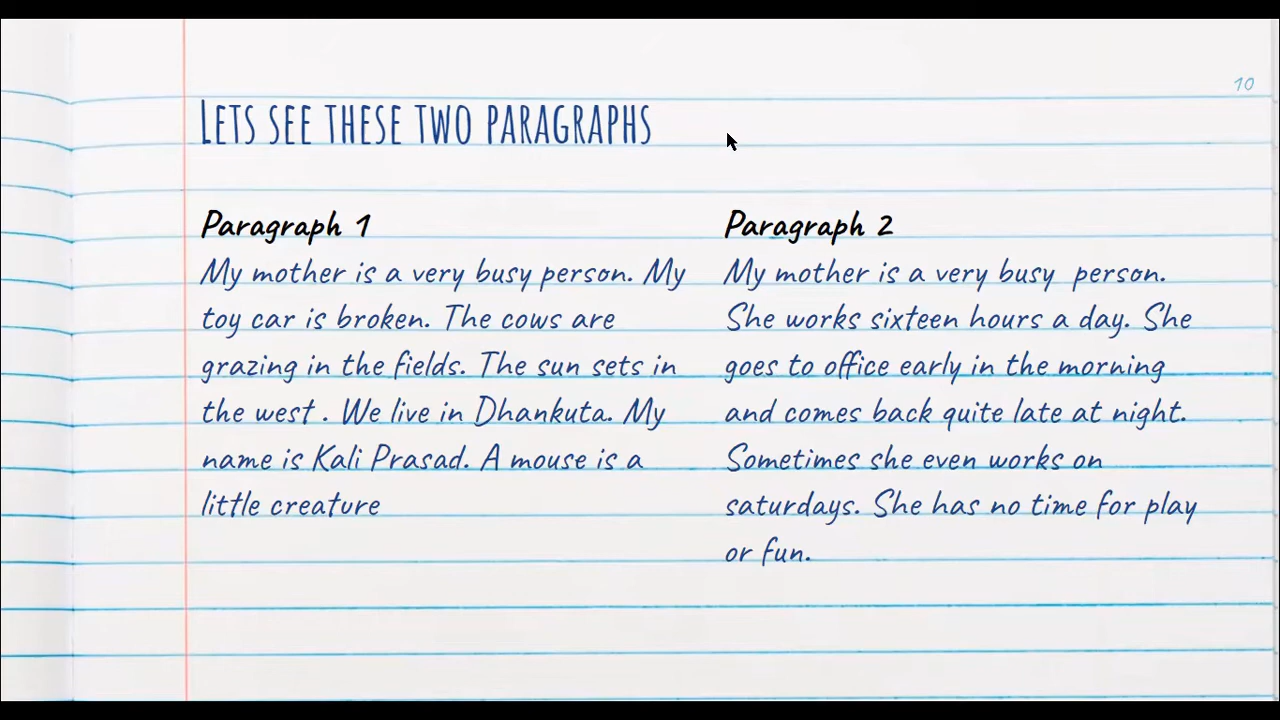 10
Lets see these two paragraphs
Paragraph 1
My mother is a very busy person. My
toy car is broken. The cows are
grazing in the fields. The sun sets in
the west . We live in Dhankuta. My
name is Kali Prasad. A mouse is a
little creature
Paragraph 2
My mother is a very busy  person.
She works sixteen hours a day. She
goes to office early in the morning
and comes back quite late at night.
Sometimes she even works on
saturdays. She has no time for play
or fun.